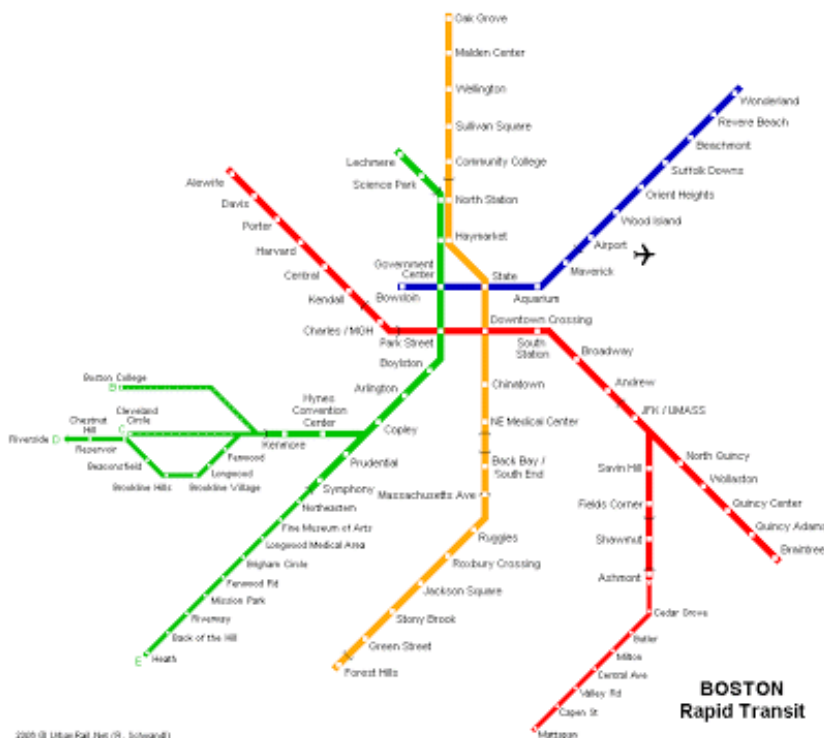 Oak Grove
Malden Center
Wellington
Sullivan Square
Community College
North Station
Haymarket
Lechmere
Science Park
Wonderland
Revere Beach
Beachmont
Suffolk Downs
Orient Heights
Wood Island
Airport
Maverick
Aquarium
State
Government
Center
Bowdoin
Alewife
Davis
Porter
Harvard
Central
Kendall
Charles / MGH
Park Street
Downtown Crossing
South
Station
Broadway
Andrew
JFK / UMASS
North Quincy
Wollaston
Quincy Center
Quincy Adams
Braintree
Savin Hill
Fields Corner
Shawmut
Ashmont
Cedar Grove
Butler
Milton
Central Ave
Valley Rd
Capen St
Mattapan
Boylston
Arlington
Copley
Hynes
Convention
Center
Kenmore
Boston College
B
Cleveland
Circle
C
Chestnut
Hill
Riverside D
Reservoir
Beaconsfield
Brookline Hills
Brookline Village
Longwood
Fenwood
Prudential
Symphony
Northeastern
Fine Museum of Arts
Longwood Medical Area
Brigham Circle
Fenwood Rd
Mission Park
Riverway
Back of the Hill
E
Heath
Chinatown
NE Medical Center
Back Bay /
South End
Massachusetts Ave
Ruggles
Roxbury Crossing
Jackson Square
Stony Brook
Green Street
Forest Hills
BOSTON
Rapid Transit